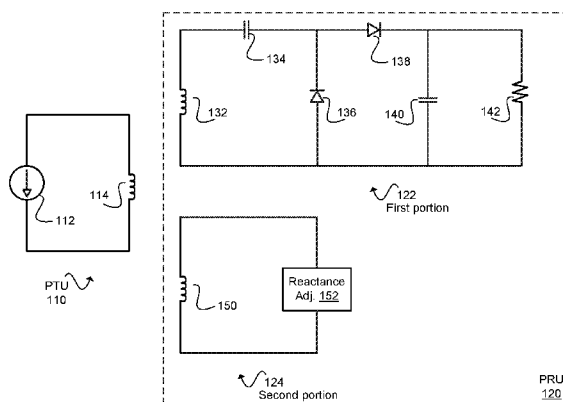 134
138
132
136
140
142
122
First portion
114
112
PTU
110
150
Reactance
Adj. 152
124
Second portion
PRU
120